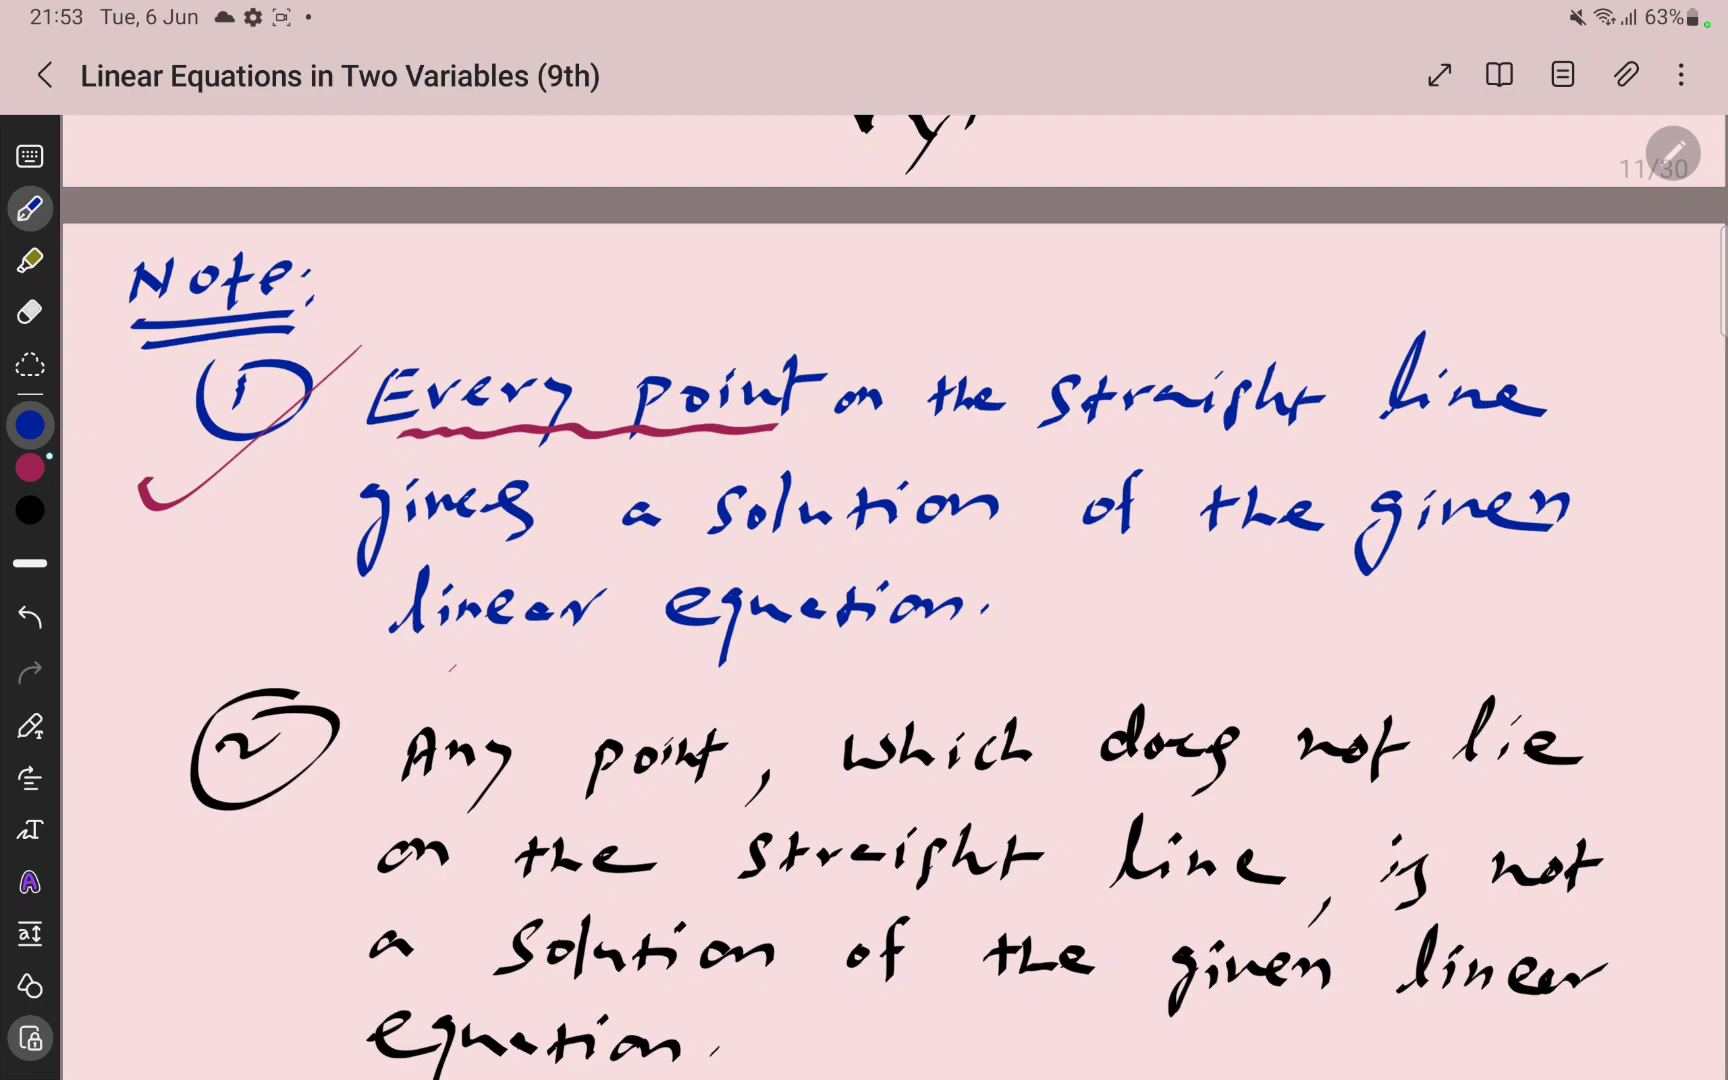 21:53 Tue, 6 Jun 63%
Linear Equations in Two Variables (9th)
11/30
Note:
① Every point on the straight line
gives a solution of the given
linear equation.
② Any point, which does not lie
on the straight line, is not
a solution of the given linear
equation.